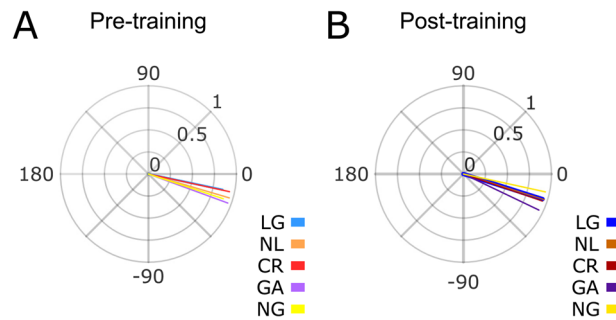 A Pre-training
90
1
0.5
0
180
0
-90
LG
NL
CR
GA
NG
B Post-training
90
1
0.5
0
180
0
-90
LG
NL
CR
GA
NG